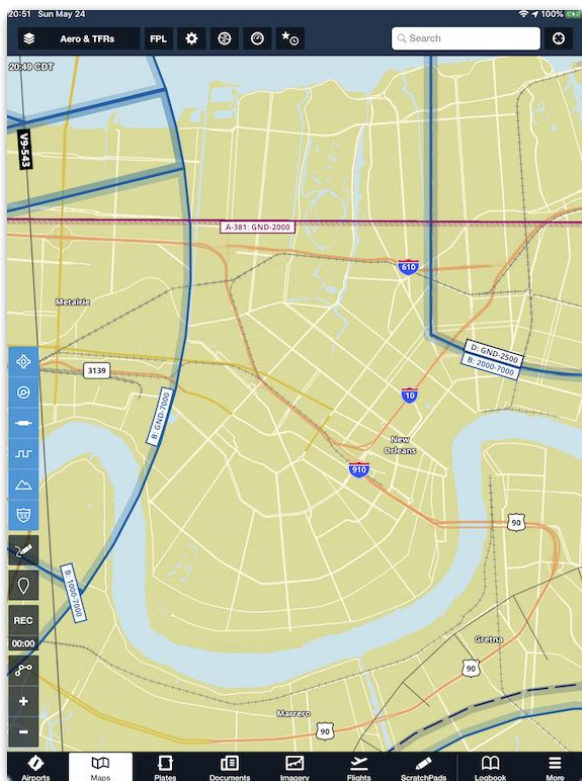 20:51 Sun May 24
100%
Aero & TFRs
FPL
Search
20:49 CDT
V9-543
A-381: GND-2000
610
Metairie
D: GND-2500
B: 2000-7000
3139
B: GND-7000
10
New
Orleans
910
90
B: 1000-7000
REC
00:00
Gretna
90
Marrero
90
Airports
Maps
Plates
Documents
Imagery
Flights
ScratchPads
Logbook
More